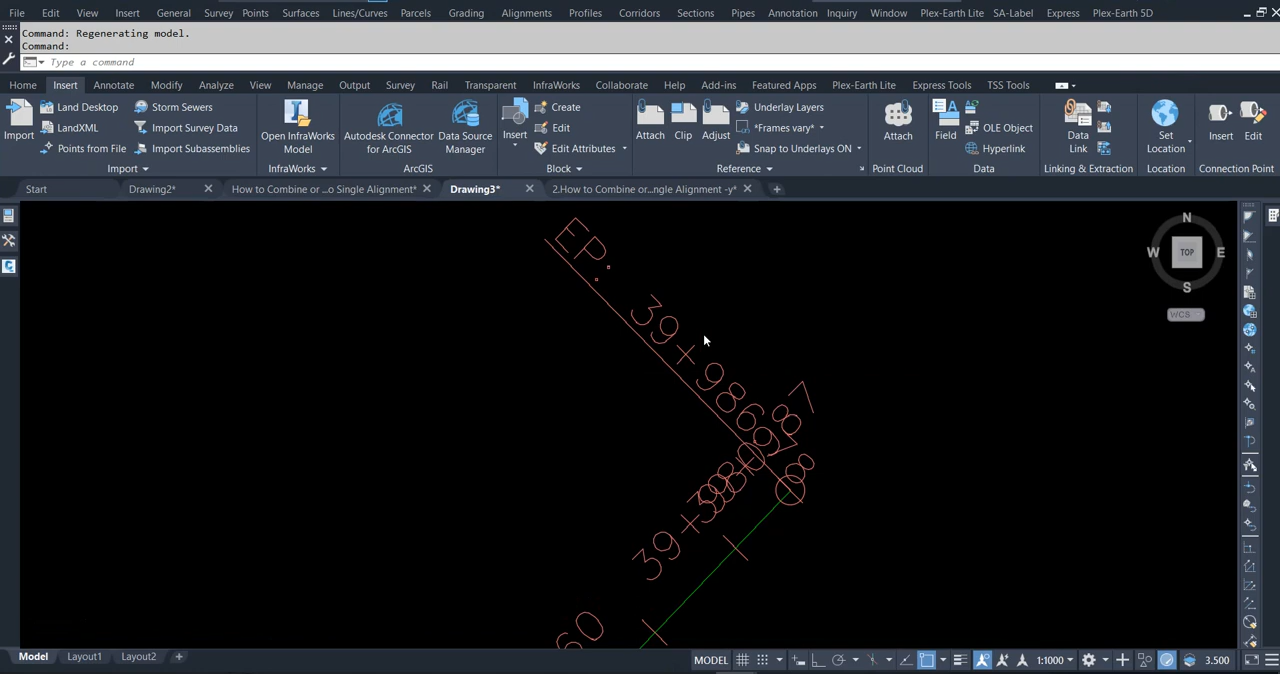 File Edit View Insert General Survey Points Surfaces Lines/Curves Parcels Grading Alignments Profiles Corridors Sections Pipes Annotation Inquiry Window Plex-Earth Lite SA-Label Express Plex-Earth 5D
Command: Regenerating model.
Command:
Type a command
Home Insert Annotate Modify Analyze View Manage Output Survey Rail Transparent InfraWorks Collaborate Help Add-ins Featured Apps Plex-Earth Lite Express Tools TSS Tools
Land Desktop Storm Sewers Create Underlay Layers
LandXML Import Survey Data Edit *Frames vary* OLE Object
Import Open InfraWorks Model Autodesk Connector for ArcGIS Data Source Manager Insert Attach Clip Adjust Attach Field Data Link Set Location Insert Edit
Points from File Import Subassemblies Edit Attributes Snap to Underlays ON Hyperlink
Import InfraWorks ArcGIS Block Reference Point Cloud Data Linking & Extraction Location Connection Point
Start Drawing2* How to Combine or ...o Single Alignment* Drawing3* 2.How to Combine or...ngle Alignment -y*
N
W TOP E
S
WCS
EP: 39+986
60
Model Layout1 Layout2 MODEL 1:1000 3.500